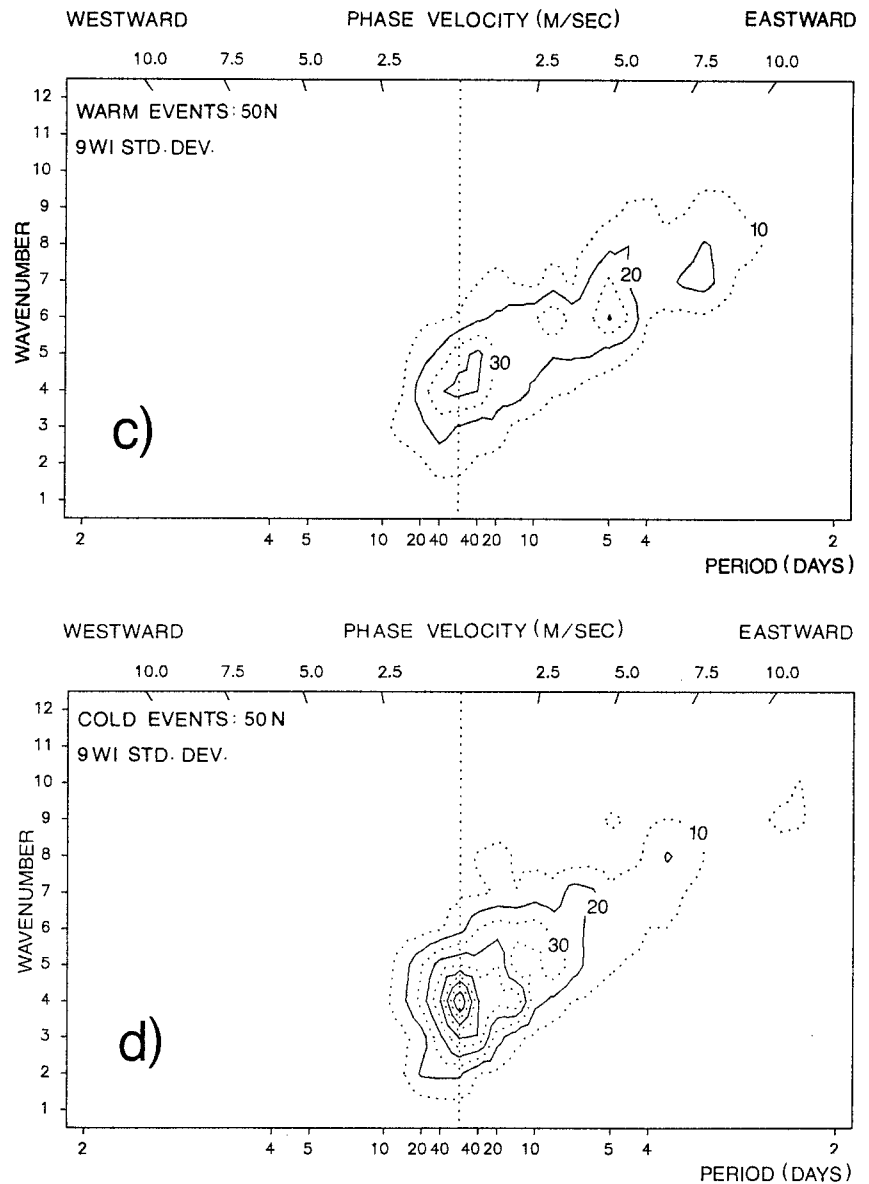 WESTWARD PHASE VELOCITY (M/SEC) EASTWARD
10.0 7.5 5.0 2.5 2.5 5.0 7.5 10.0
WARM EVENTS: 50N
9WI STD. DEV.
WAVENUMBER
12
11
10
9
8
7
6
5
4
3
2
1
10
20
30
c)
2 4 5 10 20 40 40 20 10 5 4 2
PERIOD (DAYS)
WESTWARD PHASE VELOCITY (M/SEC) EASTWARD
10.0 7.5 5.0 2.5 2.5 5.0 7.5 10.0
COLD EVENTS: 50N
9WI STD. DEV.
WAVENUMBER
12
11
10
9
8
7
6
5
4
3
2
1
10
20
30
d)
2 4 5 10 20 40 40 20 10 5 4 2
PERIOD (DAYS)